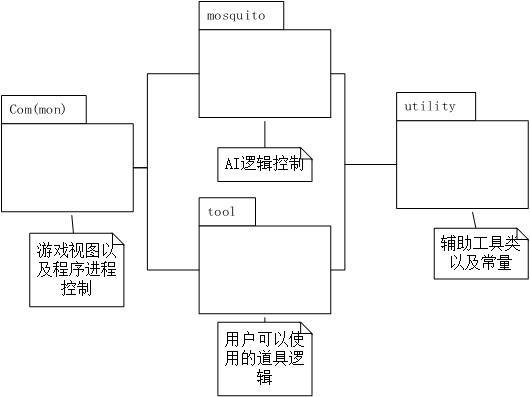 mosquito
Com(mon)
utility
AI逻辑控制
tool
游戏视图以
及程序进程
控制
辅助工具类
以及常量
用户可以使
用的道具逻
辑